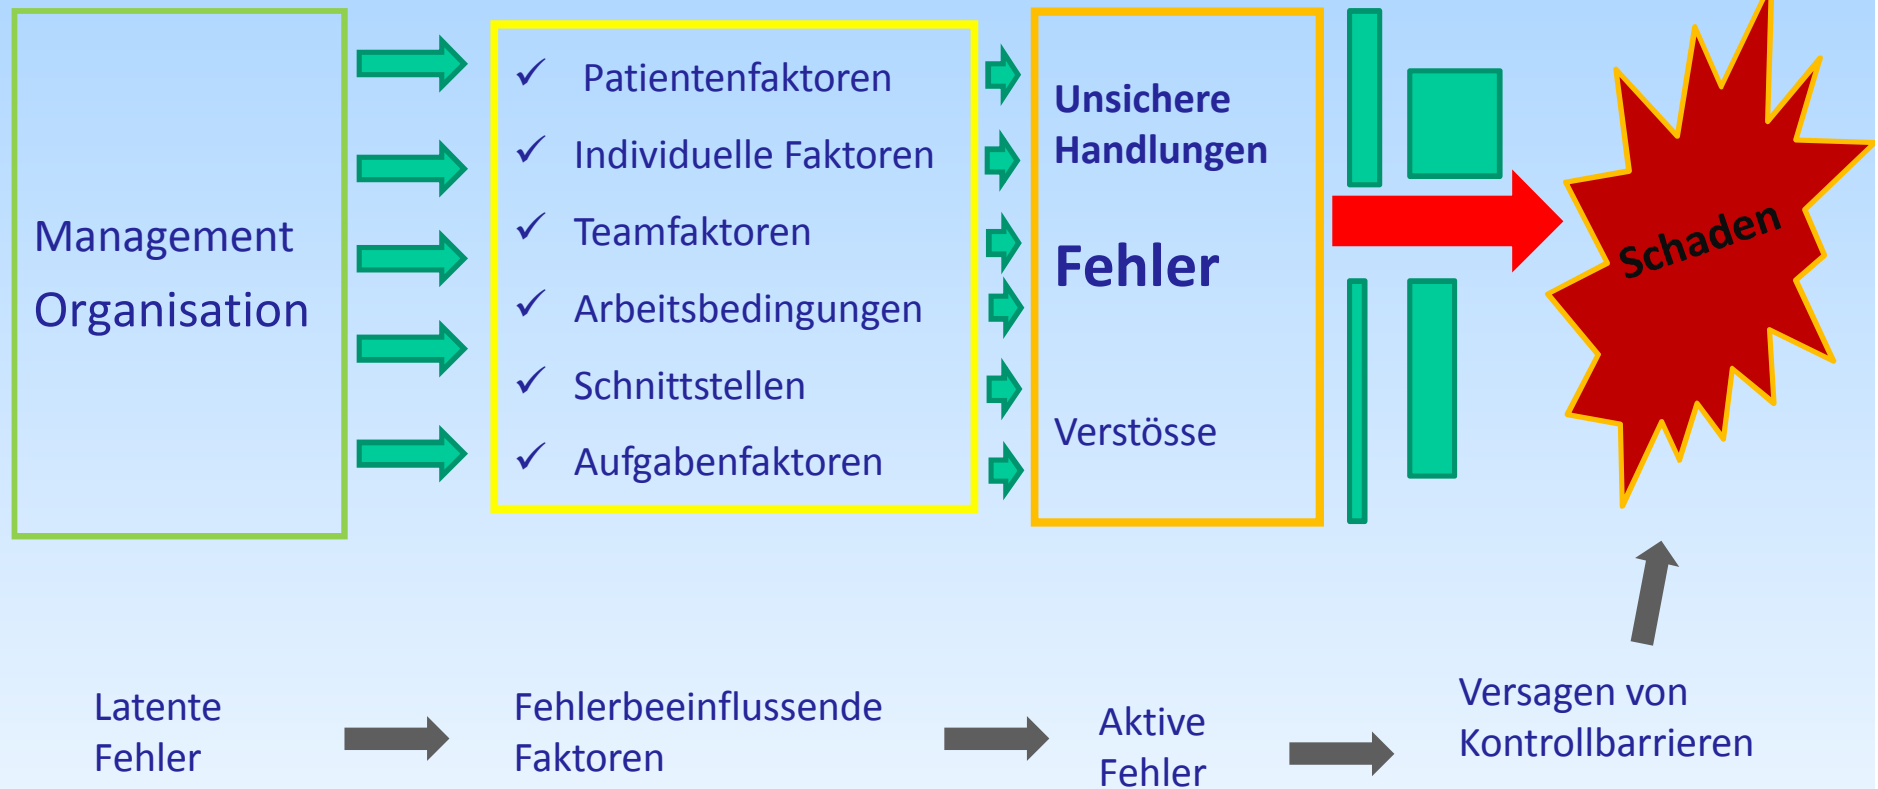 Management
Organisation
✓ Patientenfaktoren
✓ Individuelle Faktoren
✓ Teamfaktoren
✓ Arbeitsbedingungen
✓ Schnittstellen
✓ Aufgabenfaktoren
Unsichere
Handlungen
Fehler
Verstösse
Schaden
Latente
Fehler
Fehlerbeeinflussende
Faktoren
Aktive
Fehler
Versagen von
Kontrollbarrieren